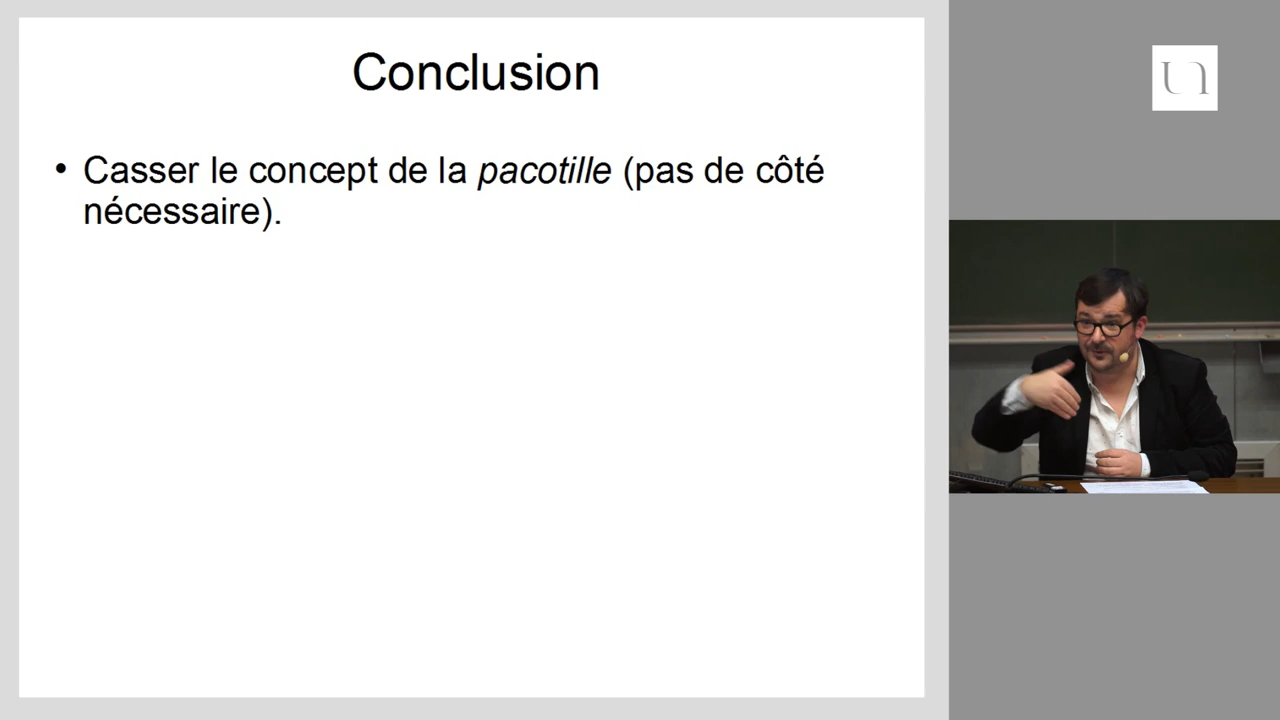 Conclusion
• Casser le concept de la pacotille (pas de côté
nécessaire).